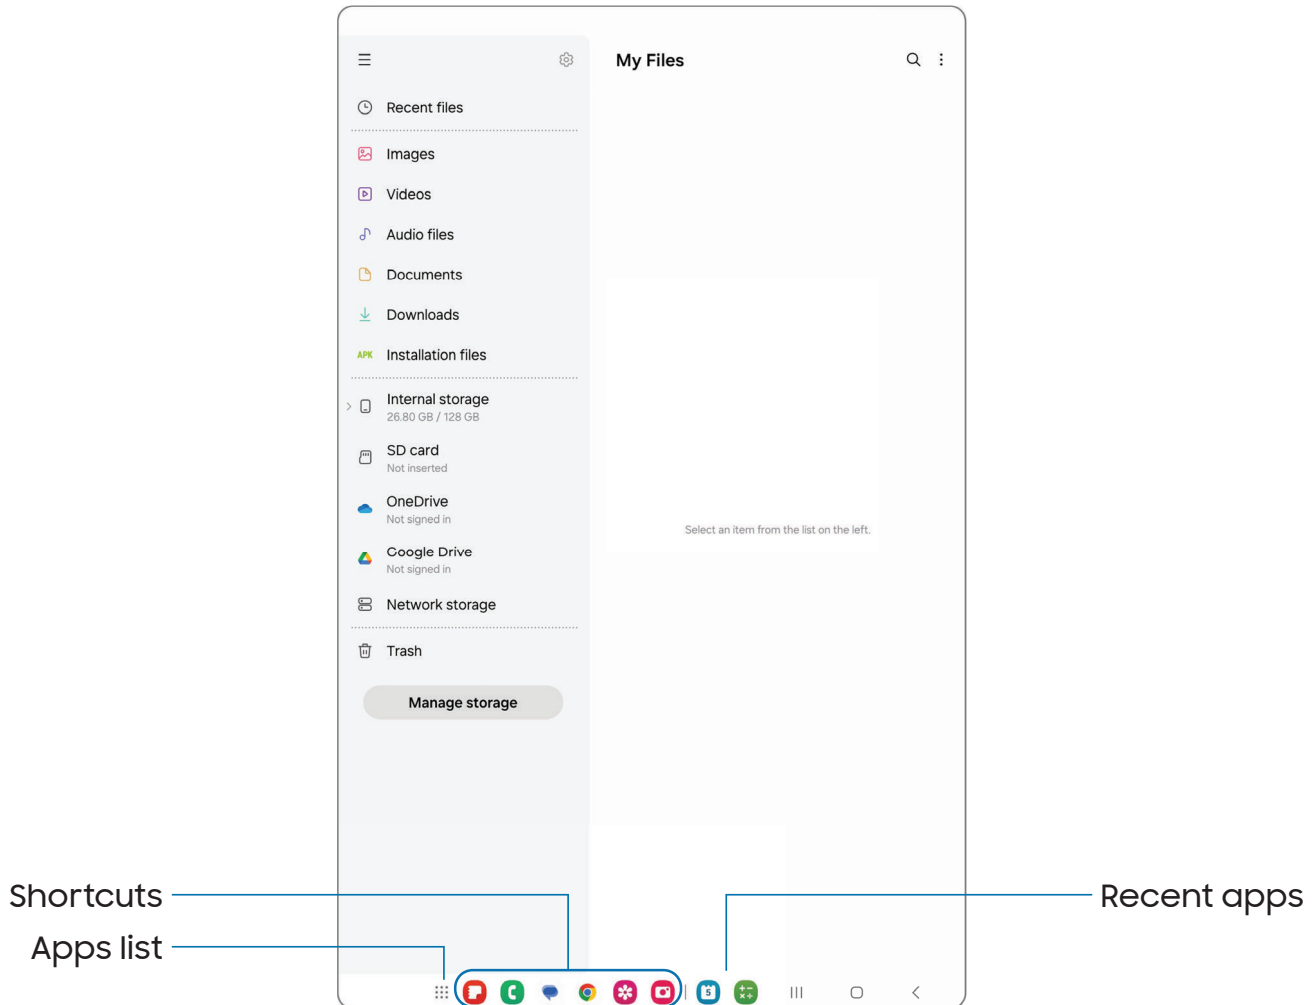 My Files
Recent files
Images
Videos
Audio files
Documents
Downloads
APK
Installation files
Internal storage
26.80 GB / 128 GB
SD card
Not inserted
OneDrive
Not signed in
Google Drive
Not signed in
Network storage
Trash
Manage storage
Select an item from the list on the left.
Shortcuts
Apps list
Recent apps
5